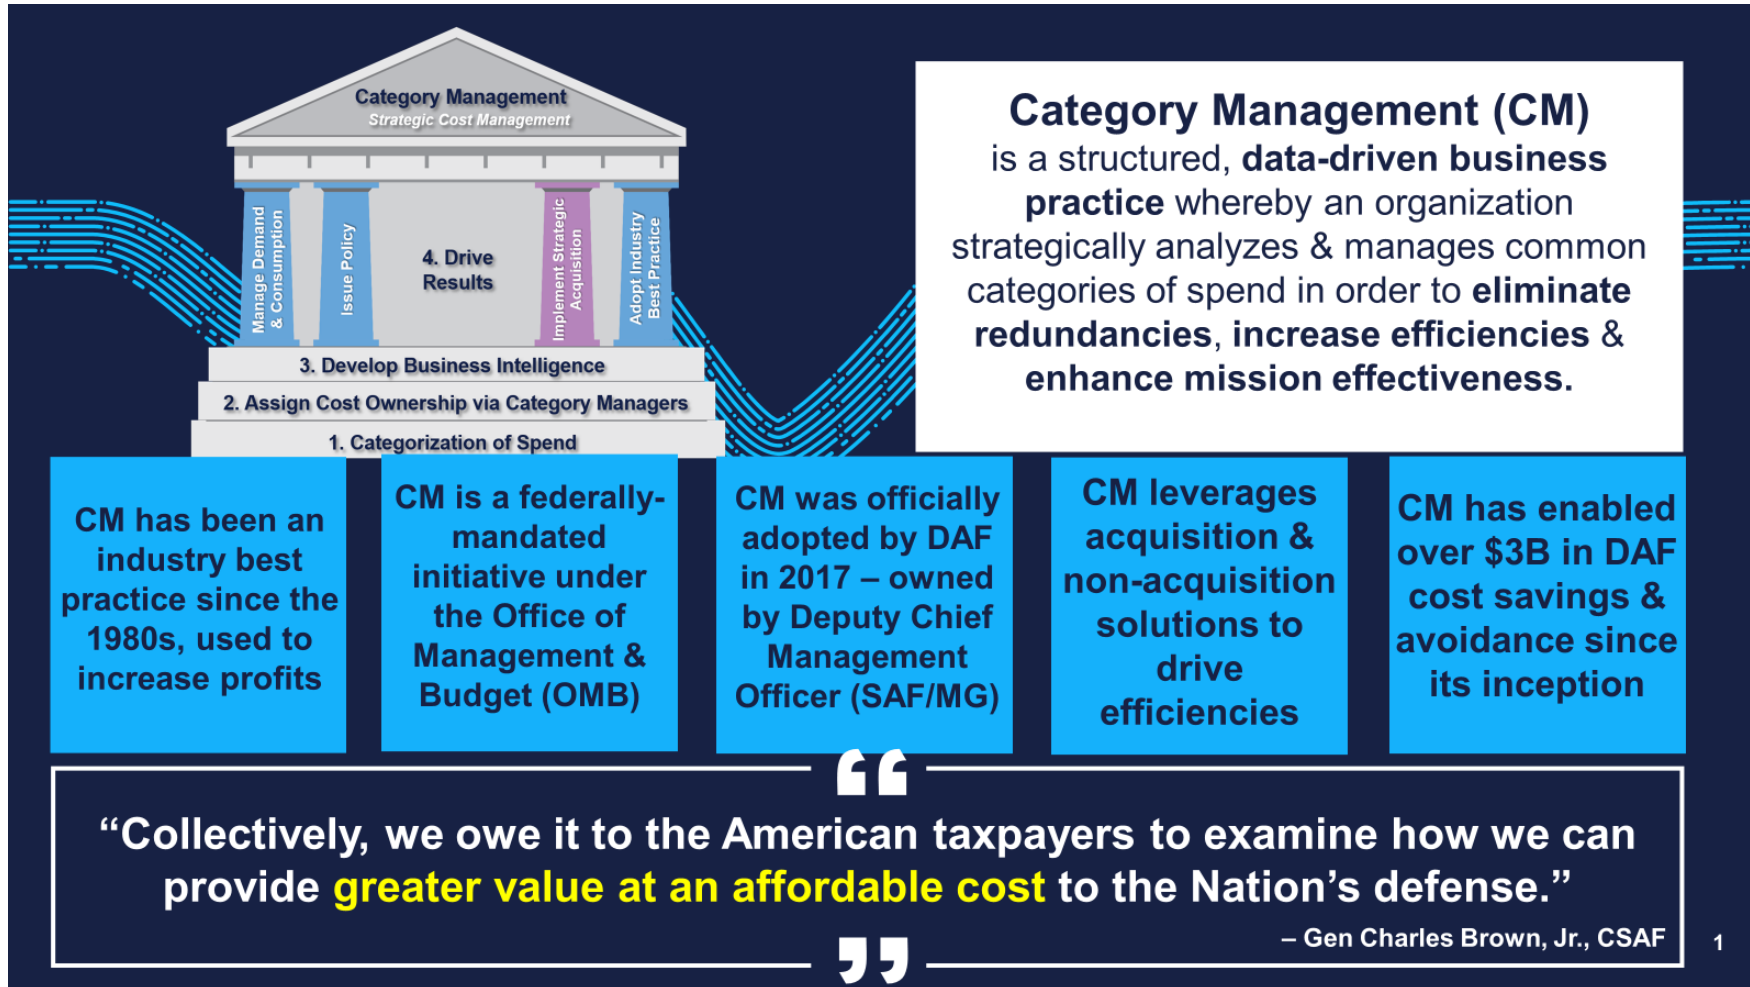 Category Management
Strategic Cost Management
Manage Demand
& Consumption
Issue Policy
4. Drive
Results
Implement Strategic
Acquisition
Adopt Industry
Best Practice
3. Develop Business Intelligence
2. Assign Cost Ownership via Category Managers
1. Categorization of Spend
Category Management (CM)
is a structured, data-driven business
practice whereby an organization
strategically analyzes & manages common
categories of spend in order to eliminate
redundancies, increase efficiencies &
enhance mission effectiveness.
CM has been an
industry best
practice since the
1980s, used to
increase profits
CM is a federally-
mandated
initiative under
the Office of
Management &
Budget (OMB)
CM was officially
adopted by DAF
in 2017 – owned
by Deputy Chief
Management
Officer (SAF/MG)
CM leverages
acquisition &
non-acquisition
solutions to
drive
efficiencies
CM has enabled
over $3B in DAF
cost savings &
avoidance since
its inception
“
“Collectively, we owe it to the American taxpayers to examine how we can
provide greater value at an affordable cost to the Nation’s defense.”
– Gen Charles Brown, Jr., CSAF
”
1